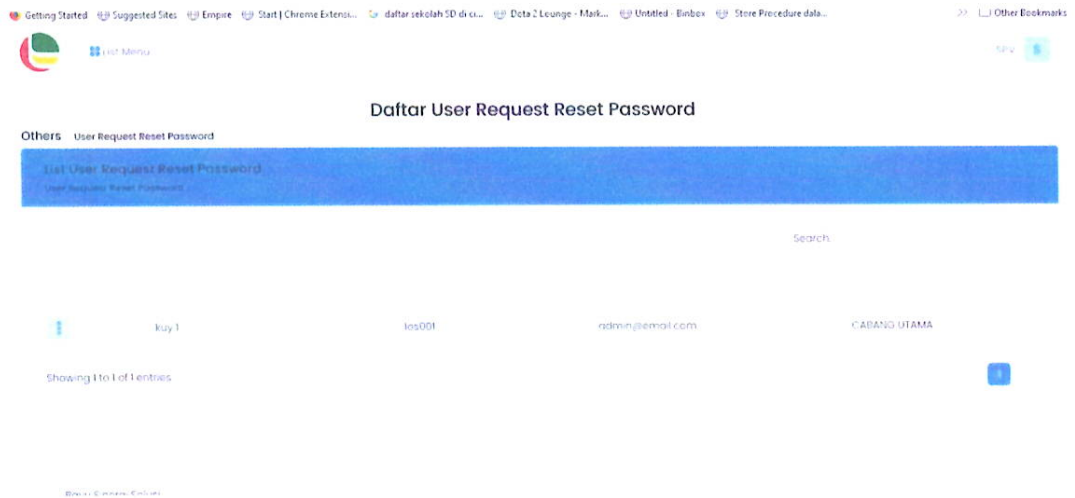 Getting Started Suggested Sites Empire Start | Chrome Extensi... daftar sekolah SD di ci... Dota 2 Lounge - Mark... Untitled - Binbox Store Procedure dala... >> Other Bookmarks
List Menu SPV S
Daftar User Request Reset Password
Others User Request Reset Password
List User Request Reset Password
User Request Reset Password
Search
kuy 1 los001 admin@email.com CABANG UTAMA
Showing 1 to 1 of 1 entries 1